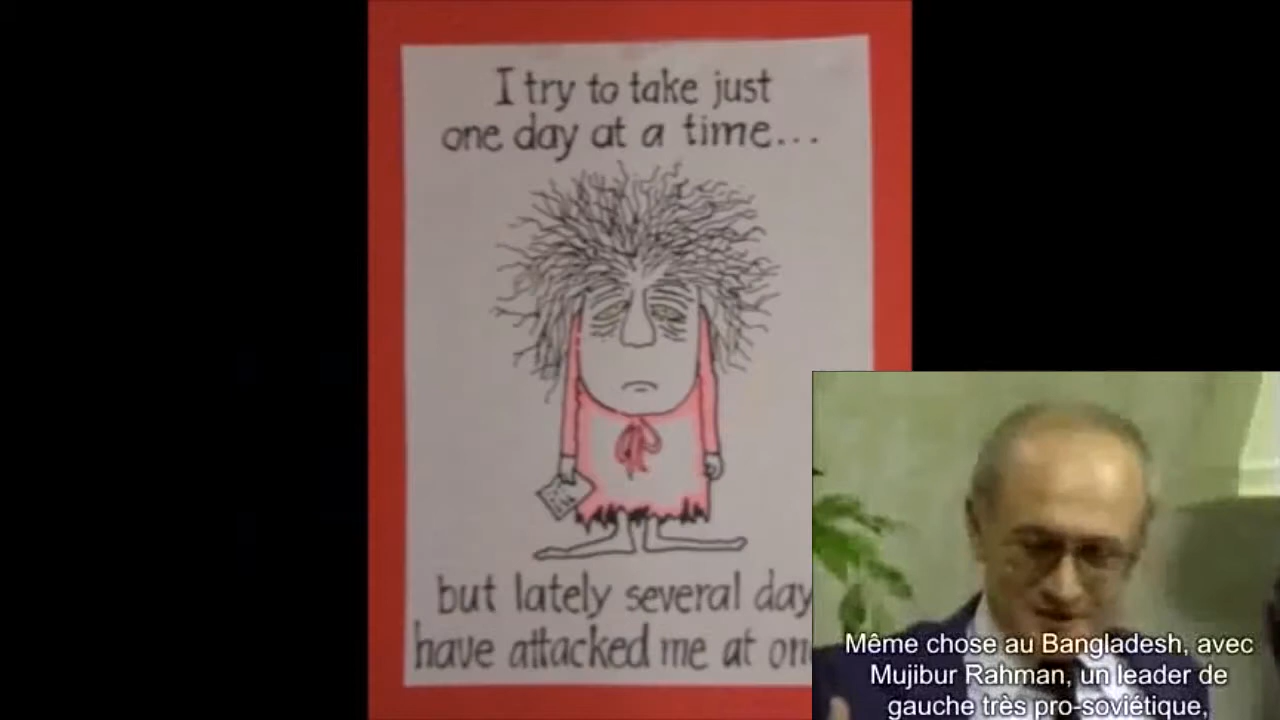 I try to take just
one day at a time...
but lately several day
have attacked me at on
Même chose au Bangladesh, avec
Mujibur Rahman, un leader de
gauche très pro-soviétique,